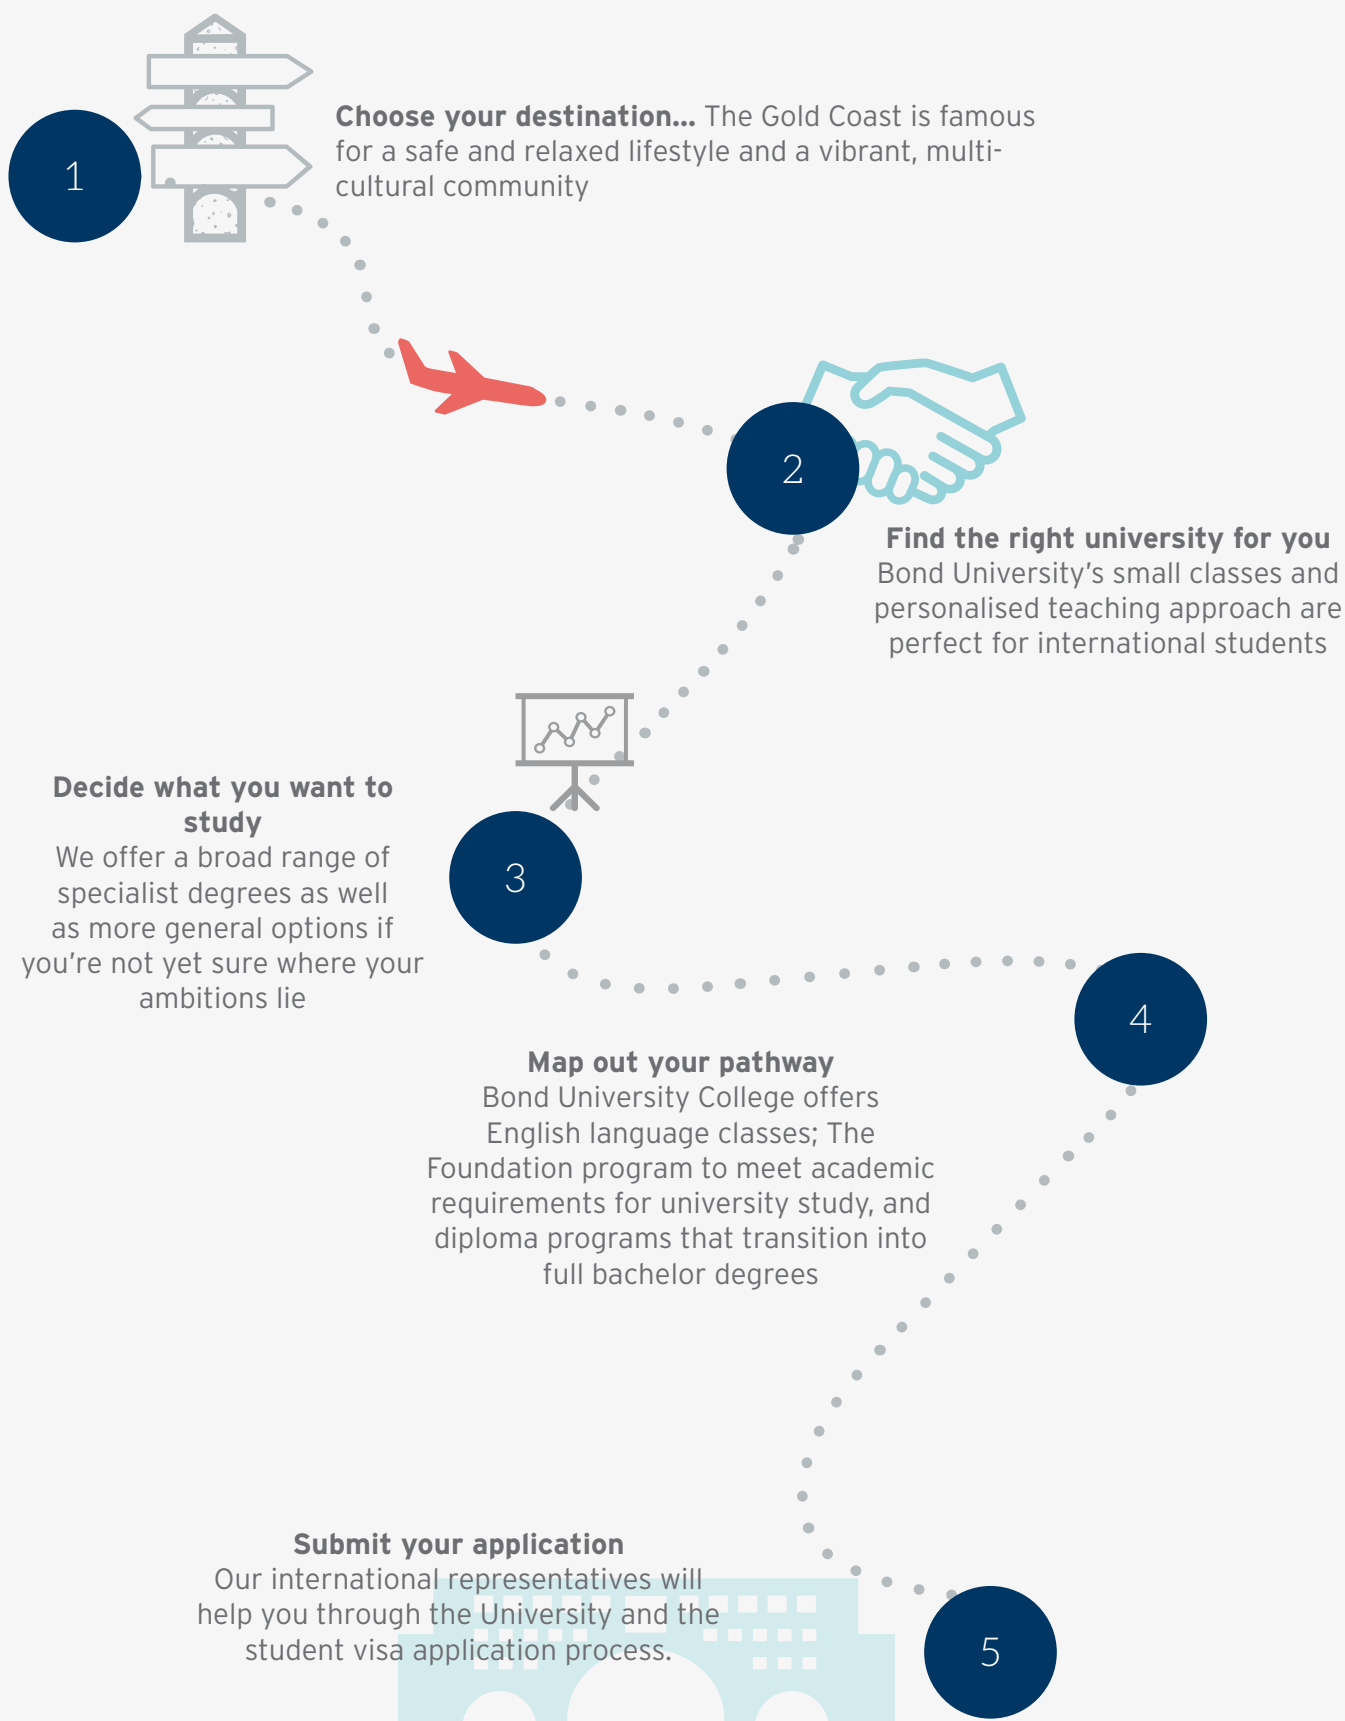 1
Choose your destination... The Gold Coast is famous
for a safe and relaxed lifestyle and a vibrant, multi-
cultural community
2
Find the right university for you
Bond University's small classes and
personalised teaching approach are
perfect for international students
Decide what you want to
study
We offer a broad range of
specialist degrees as well
as more general options if
you're not yet sure where your
ambitions lie
3
4
Map out your pathway
Bond University College offers
English language classes; The
Foundation program to meet academic
requirements for university study, and
diploma programs that transition into
full bachelor degrees
Submit your application
Our international representatives will
help you through the University and the
student visa application process.
5